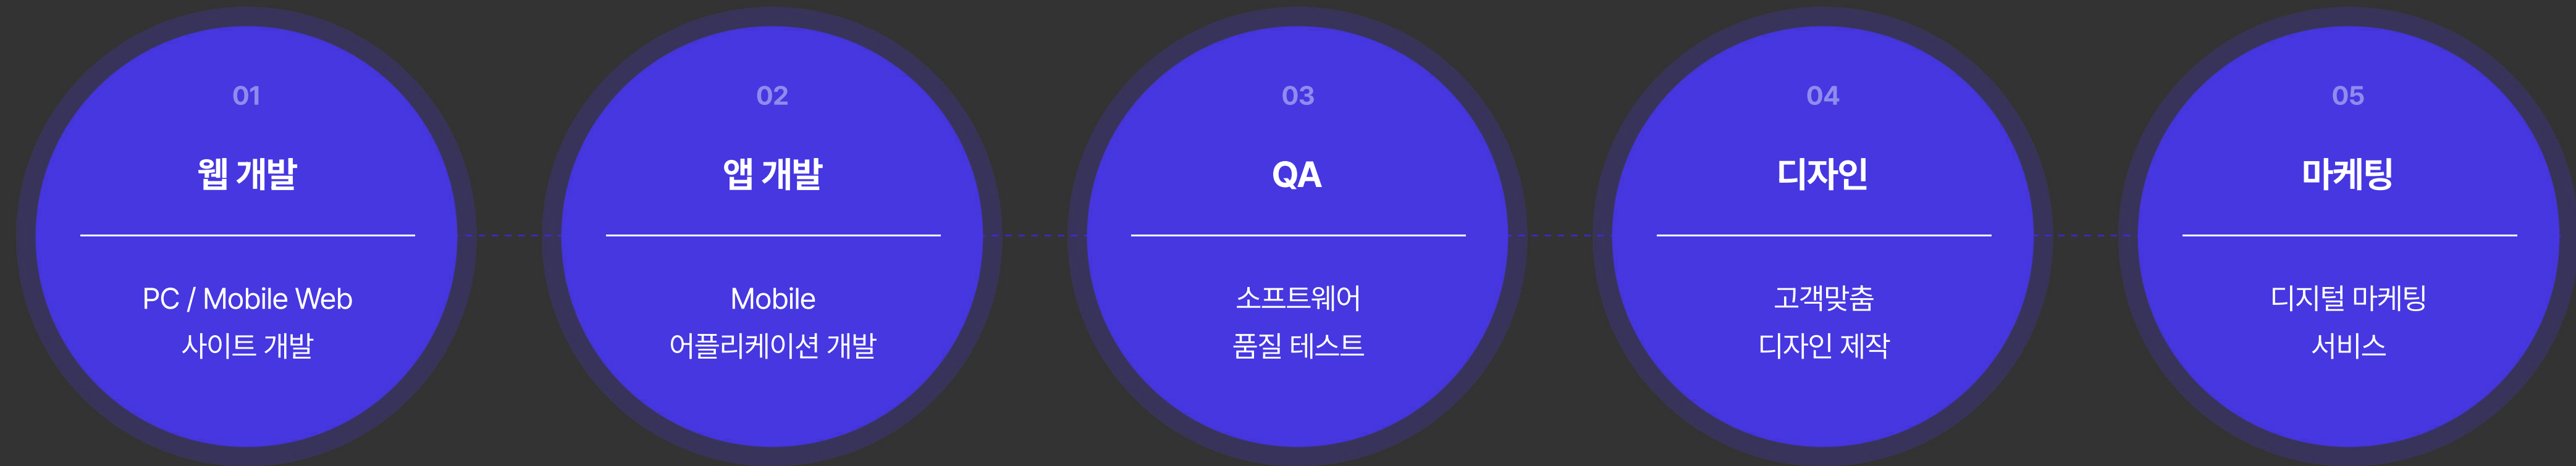 01
웹 개발
PC / Mobile Web
사이트 개발
02
앱 개발
Mobile
어플리케이션 개발
03
QA
소프트웨어
품질 테스트
04
디자인
고객맞춤
디자인 제작
05
마케팅
디지털 마케팅
서비스